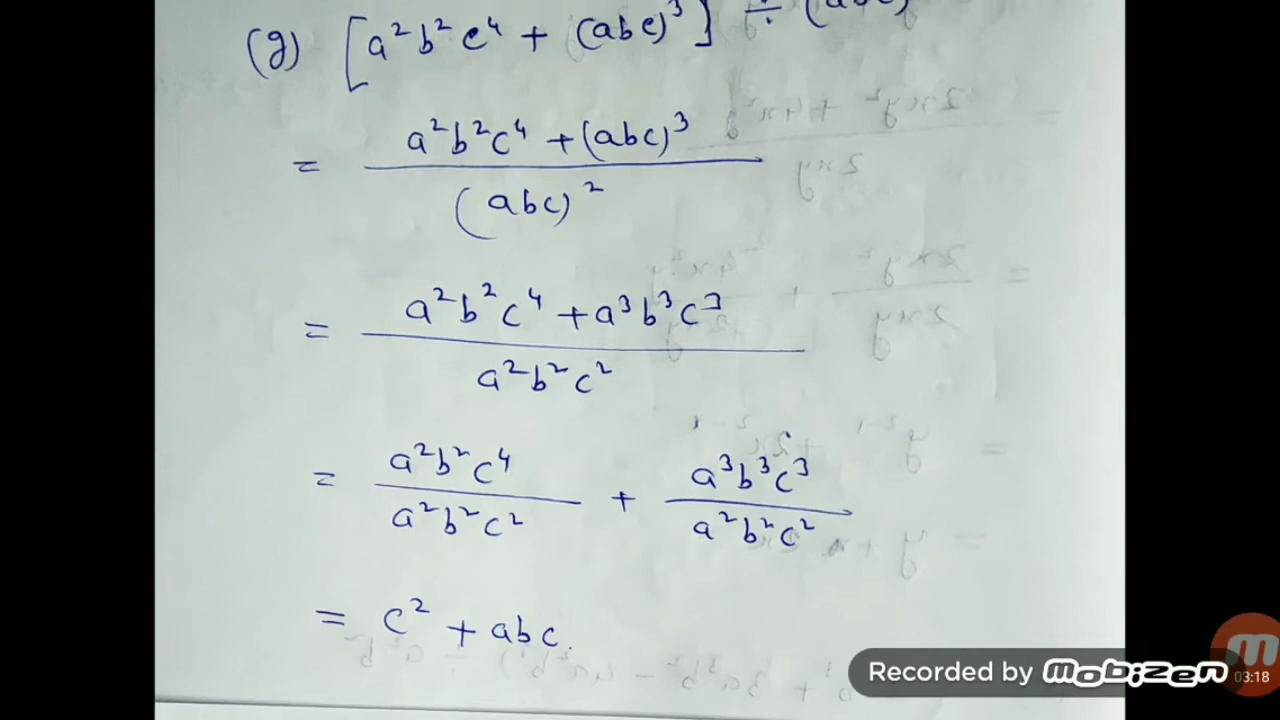 (g) [a²b²c⁴ + (abc)³] ÷ (abc)
= a²b²c⁴ + (abc)³ / (abc)²
= a²b²c⁴ + a³b³c³ / a²b²c²
= a²b²c⁴ / a²b²c² + a³b³c³ / a²b²c²
= c² + abc.
Recorded by mobizen
03:18